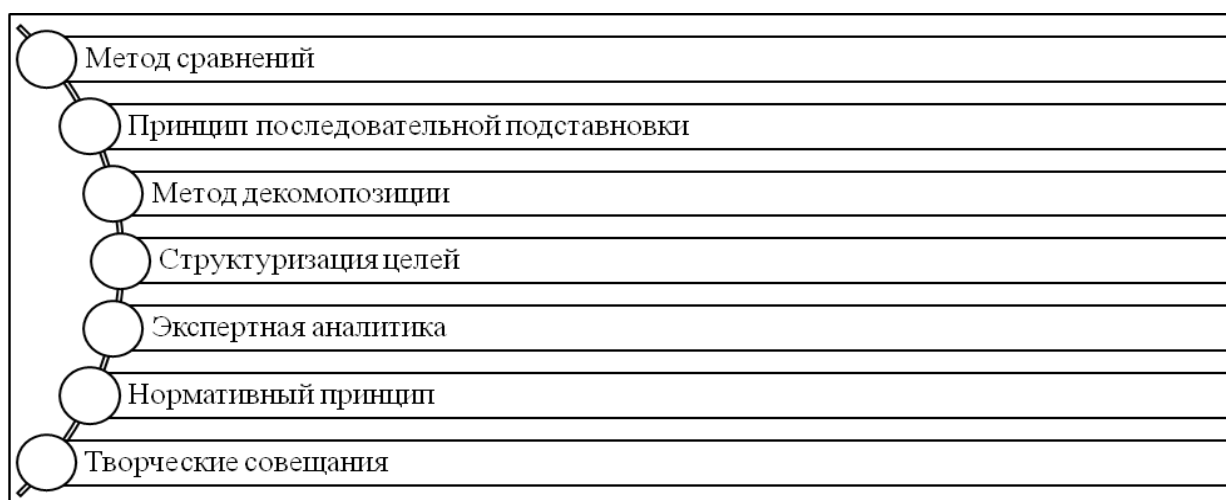 Метод сравнений
Принцип последовательной подставновки
Метод декомопозиции
Структуризация целей
Экспертная аналитика
Нормативный принцип
Творческие совещания